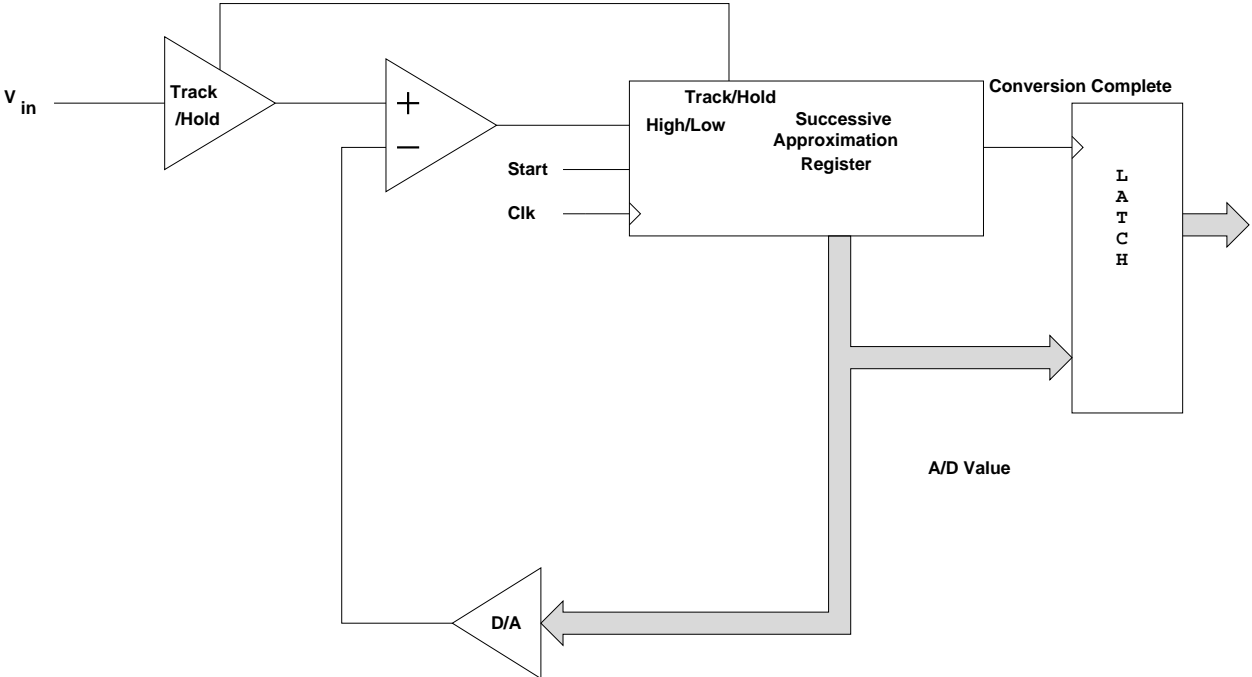 V in
Track
/Hold
+
−
Track/Hold
High/Low
Successive
Approximation
Register
Start
Clk
Conversion Complete
L
A
T
C
H
A/D Value
D/A